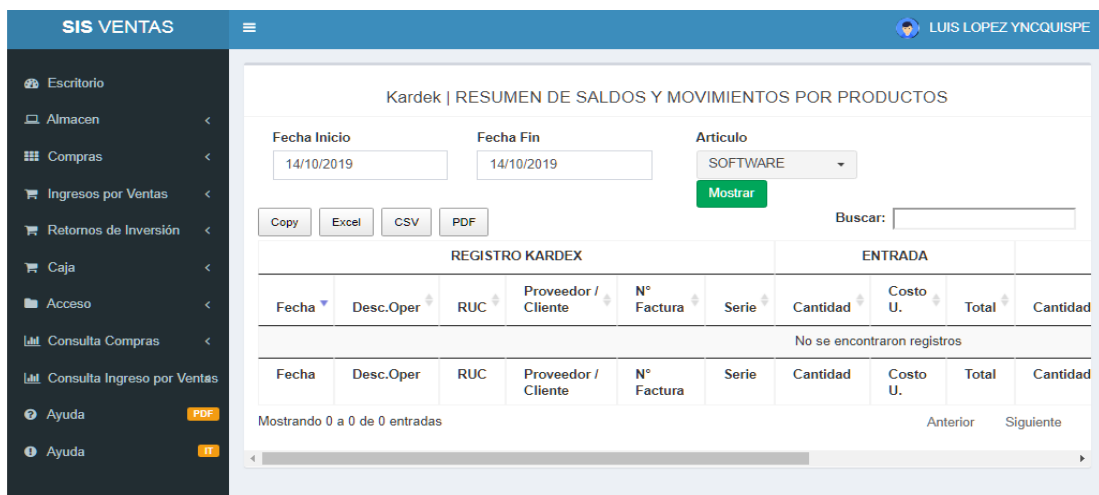 SIS VENTAS
LUIS LOPEZ YNCQUISPE
Escritorio
Almacen
Compras
Ingresos por Ventas
Retornos de Inversión
Caja
Acceso
Consulta Compras
Consulta Ingreso por Ventas
Ayuda PDF
Ayuda IT
Kardek | RESUMEN DE SALDOS Y MOVIMIENTOS POR PRODUCTOS
Fecha Inicio Fecha Fin Articulo
14/10/2019 14/10/2019 SOFTWARE
Mostrar
Copy Excel CSV PDF Buscar:
REGISTRO KARDEX ENTRADA
Fecha Desc.Oper RUC Proveedor / Cliente N° Factura Serie Cantidad Costo U. Total Cantidad
No se encontraron registros
Fecha Desc.Oper RUC Proveedor / Cliente N° Factura Serie Cantidad Costo U. Total Cantidad
Mostrando 0 a 0 de 0 entradas Anterior Siguiente